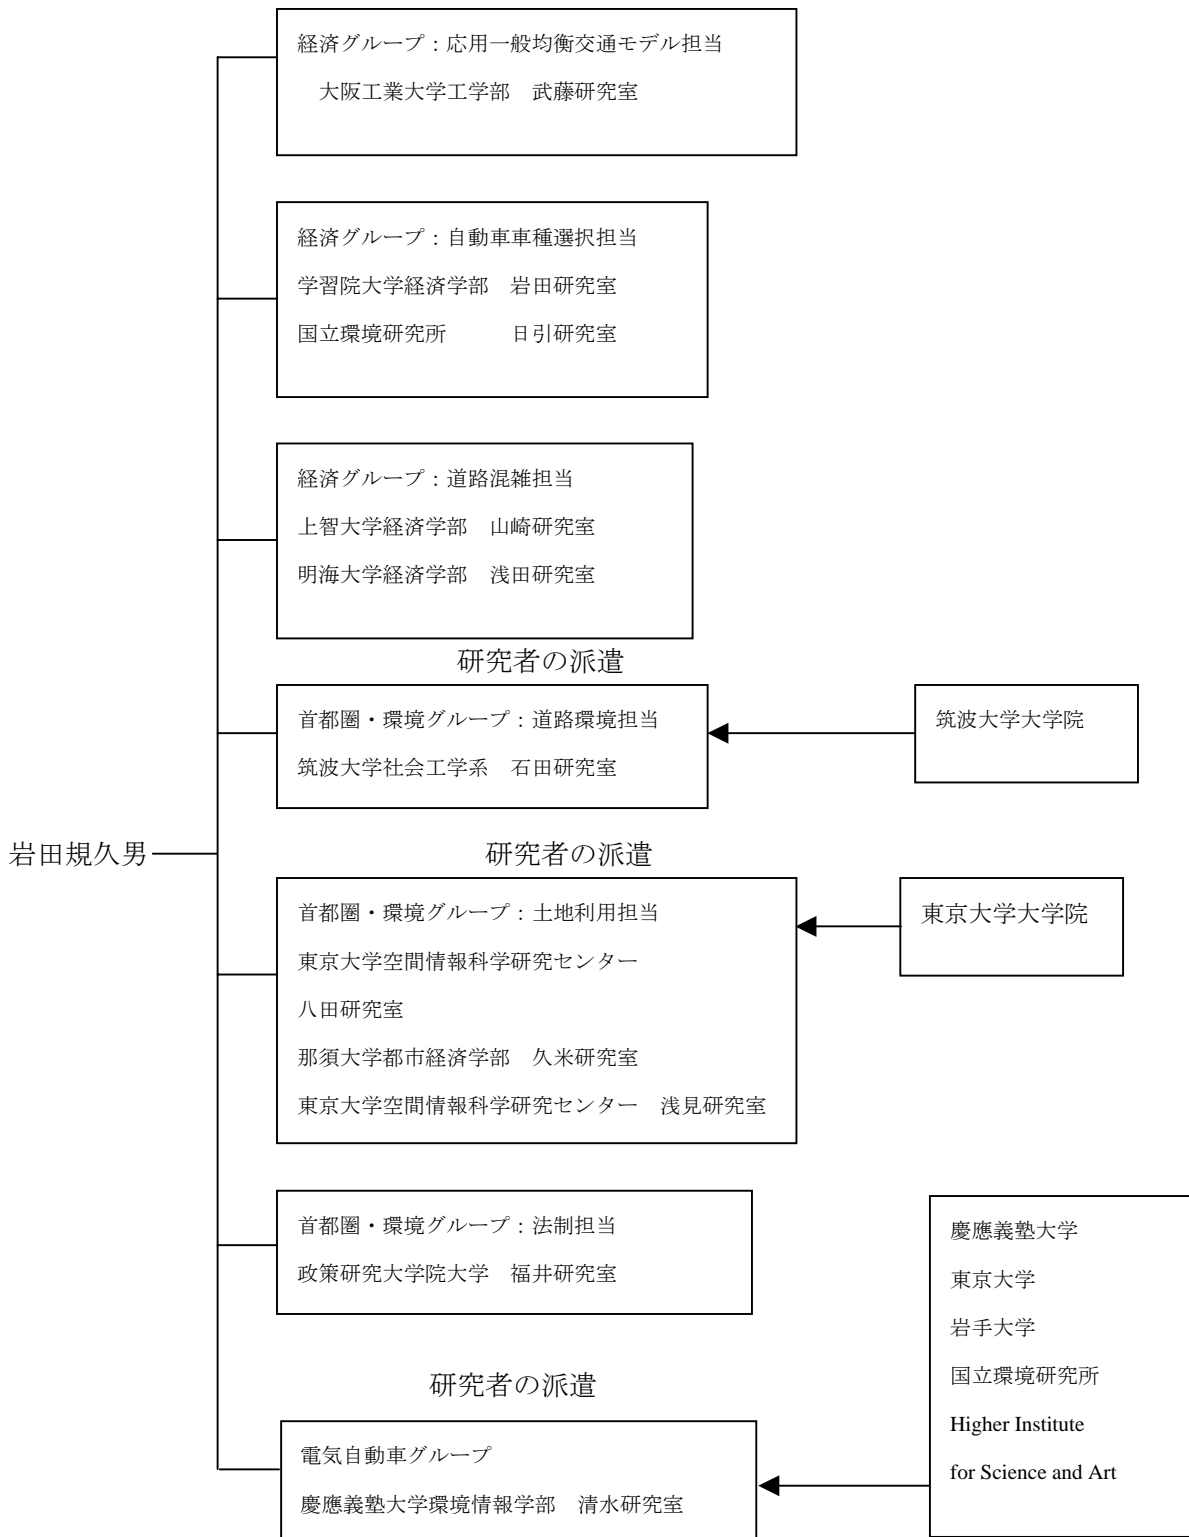 経済グループ：応用一般均衡交通モデル担当
大阪工業大学工学部　武藤研究室
経済グループ：自動車車種選択担当
学習院大学経済学部　岩田研究室
国立環境研究所　　　日引研究室
経済グループ：道路混雑担当
上智大学経済学部　山崎研究室
明海大学経済学部　浅田研究室
研究者の派遣
首都圏・環境グループ：道路環境担当
筑波大学社会工学系　石田研究室
筑波大学大学院
岩田規久男
研究者の派遣
首都圏・環境グループ：土地利用担当
東京大学空間情報科学研究センター
八田研究室
那須大学都市経済学部　久米研究室
東京大学空間情報科学研究センター　浅見研究室
東京大学大学院
首都圏・環境グループ：法制担当
政策研究大学院大学　福井研究室
研究者の派遣
電気自動車グループ
慶應義塾大学環境情報学部　清水研究室
慶應義塾大学
東京大学
岩手大学
国立環境研究所
Higher Institute
for Science and Art